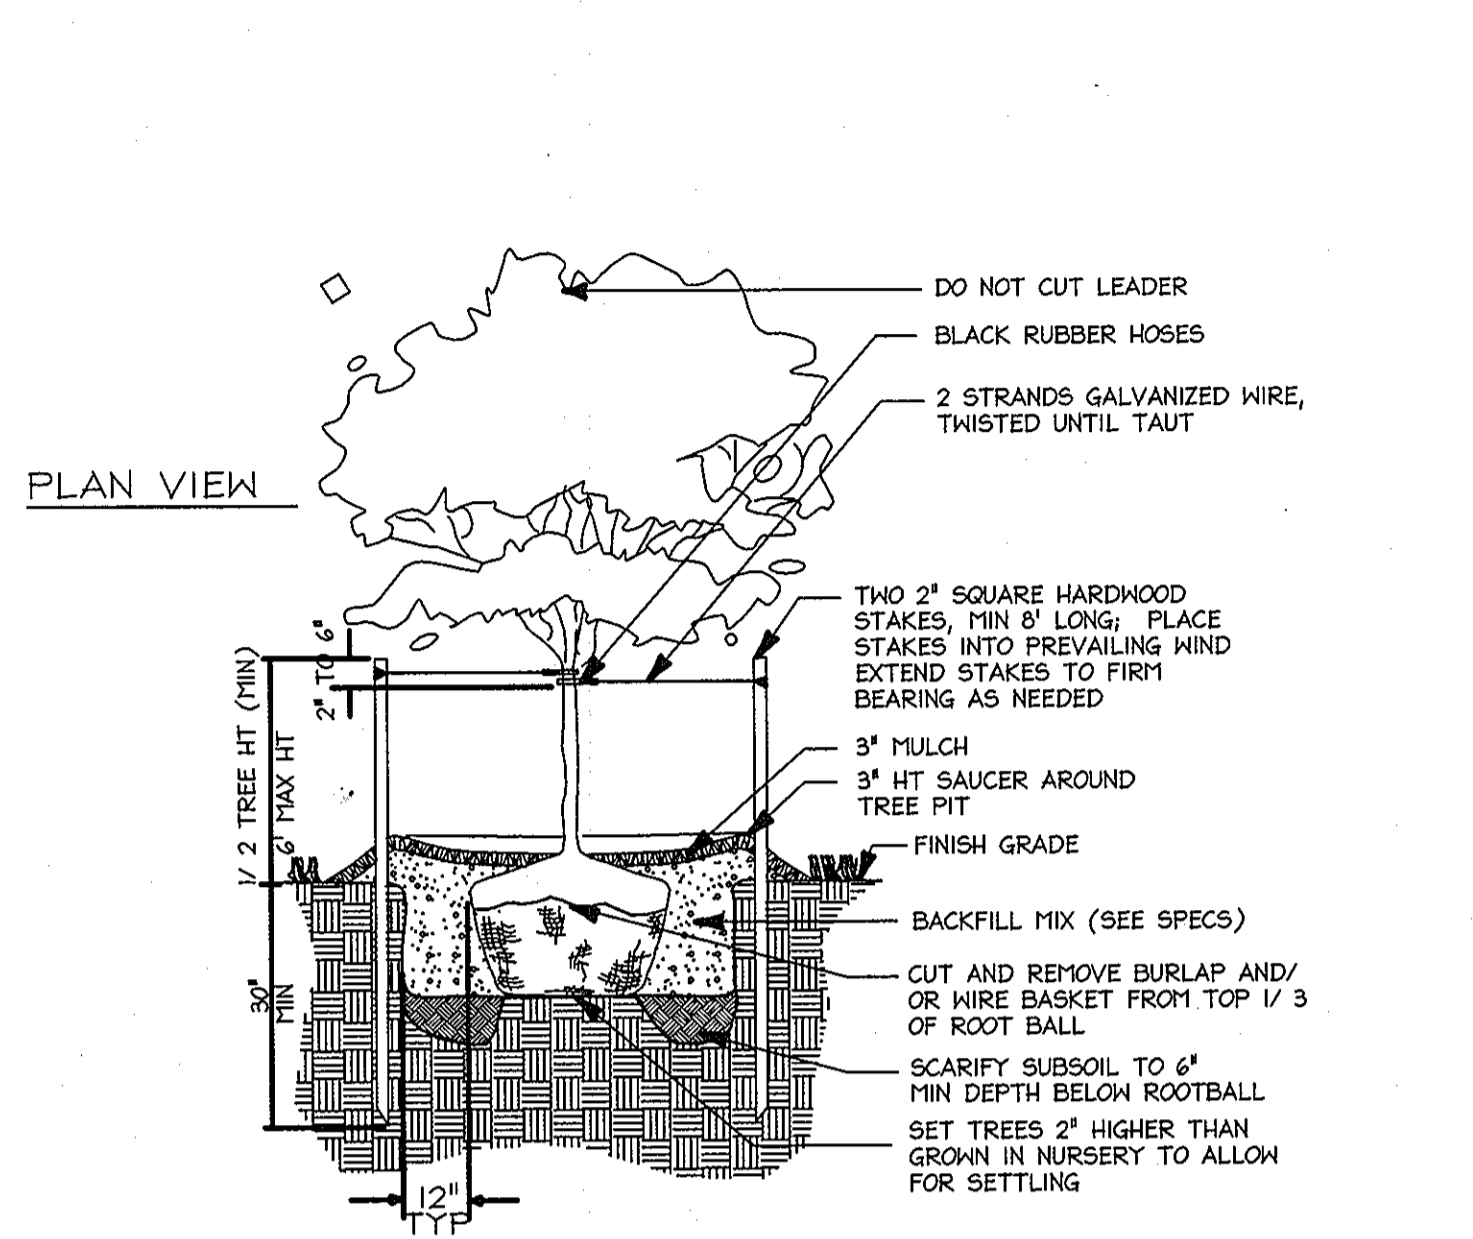 DO NOT CUT LEADER
BLACK RUBBER HOSES
2 STRANDS GALVANIZED WIRE,
TWISTED UNTIL TAUT
PLAN VIEW
TWO 2" SQUARE HARDWOOD
STAKES, MIN 8' LONG; PLACE
STAKES INTO PREVAILING WIND
EXTEND STAKES TO FIRM
BEARING AS NEEDED
2" TO 6"
1/ 2 TREE HT (MIN)
6' MAX HT
3" MULCH
3" HT SAUCER AROUND
TREE PIT
FINISH GRADE
BACKFILL MIX (SEE SPECS)
CUT AND REMOVE BURLAP AND/
OR WIRE BASKET FROM TOP 1/ 3
OF ROOT BALL
30"
MIN
SCARIFY SUBSOIL TO 6"
MIN DEPTH BELOW ROOTBALL
SET TREES 2" HIGHER THAN
GROWN IN NURSERY TO ALLOW
FOR SETTLING
12"
TYP